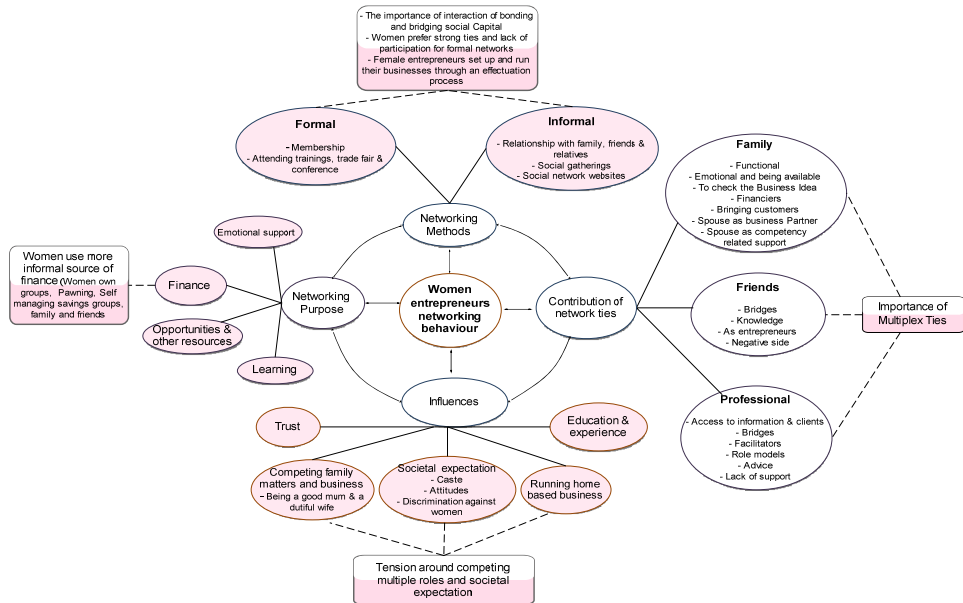 - The importance of interaction of bonding
and bridging social Capital
- Women prefer strong ties and lack of
participation for formal networks
- Female entrepreneurs set up and run
their businesses through an effectuation
process
Formal
- Membership
- Attending trainings, trade fair &
conference
Informal
- Relationship with family, friends &
relatives
- Social gatherings
- Social network websites
Family
- Functional
- Emotional and being available
- To check the Business Idea
- Financiers
- Bringing customers
- Spouse as business Partner
- Spouse as competency
related support
Networking
Methods
Emotional support
Women use more
informal source of
finance (Women own
groups, Pawning, Self
managing savings groups,
family and friends
Finance
Opportunities &
other resources
Learning
Networking
Purpose
Women
entrepreneurs
networking
behaviour
Contribution of
network ties
Friends
- Bridges
- Knowledge
- As entrepreneurs
- Negative side
Importance of
Multiplex Ties
Professional
- Access to information & clients
- Bridges
- Facilitators
- Role models
- Advice
- Lack of support
Influences
Trust
Education &
experience
Competing family
matters and business
- Being a good mum & a
dutiful wife
Societal expectation
- Caste
- Attitudes
- Discrimination against
women
Running home
based business
Tension around competing
multiple roles and societal
expectation